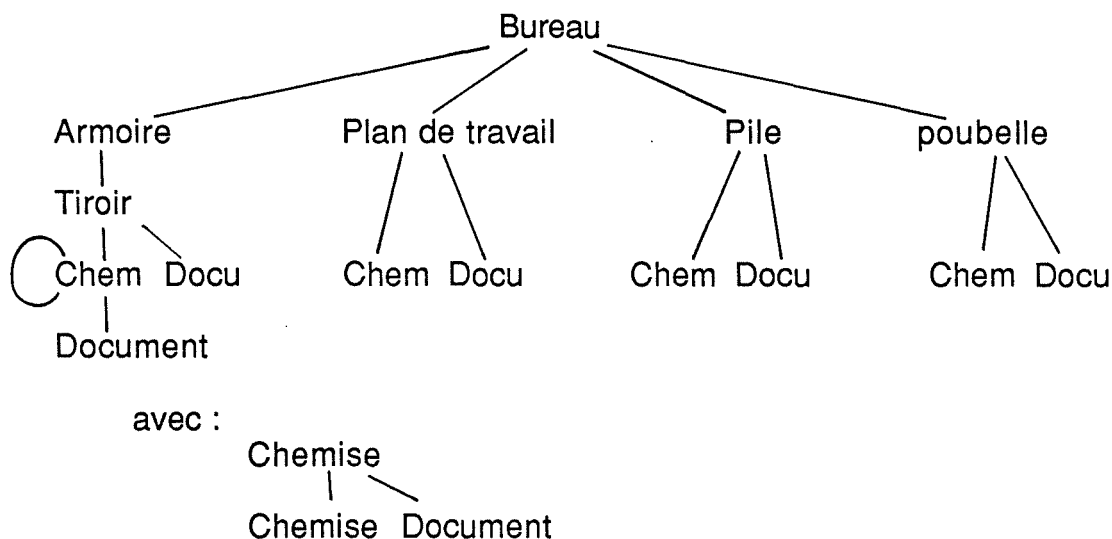 Bureau
Armoire Plan de travail Pile poubelle
Tiroir
Chem Docu Chem Docu Chem Docu Chem Docu
Document
avec :
Chemise
Chemise Document